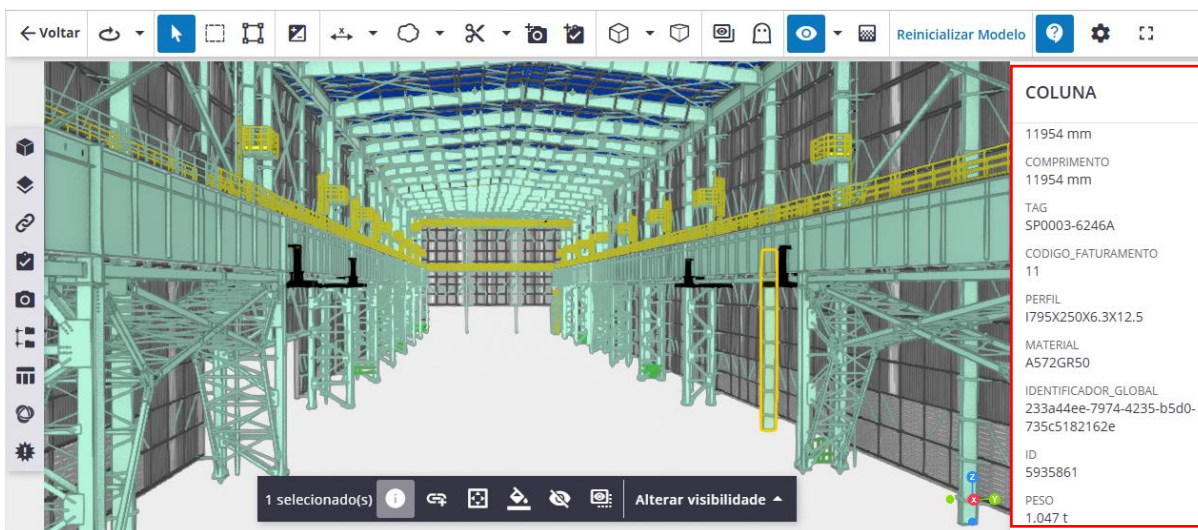 Voltar
Reinicializar Modelo
COLUNA
11954 mm
COMPRIMENTO
11954 mm
TAG
SP0003-6246A
CODIGO_FATURAMENTO
11
PERFIL
I795X250X6.3X12.5
MATERIAL
A572GR50
IDENTIFICADOR_GLOBAL
233a44ee-7974-4235-b5d0-
735c5182162e
ID
5935861
PESO
1.047 t
Z
X
Y
1 selecionado(s)
Alterar visibilidade